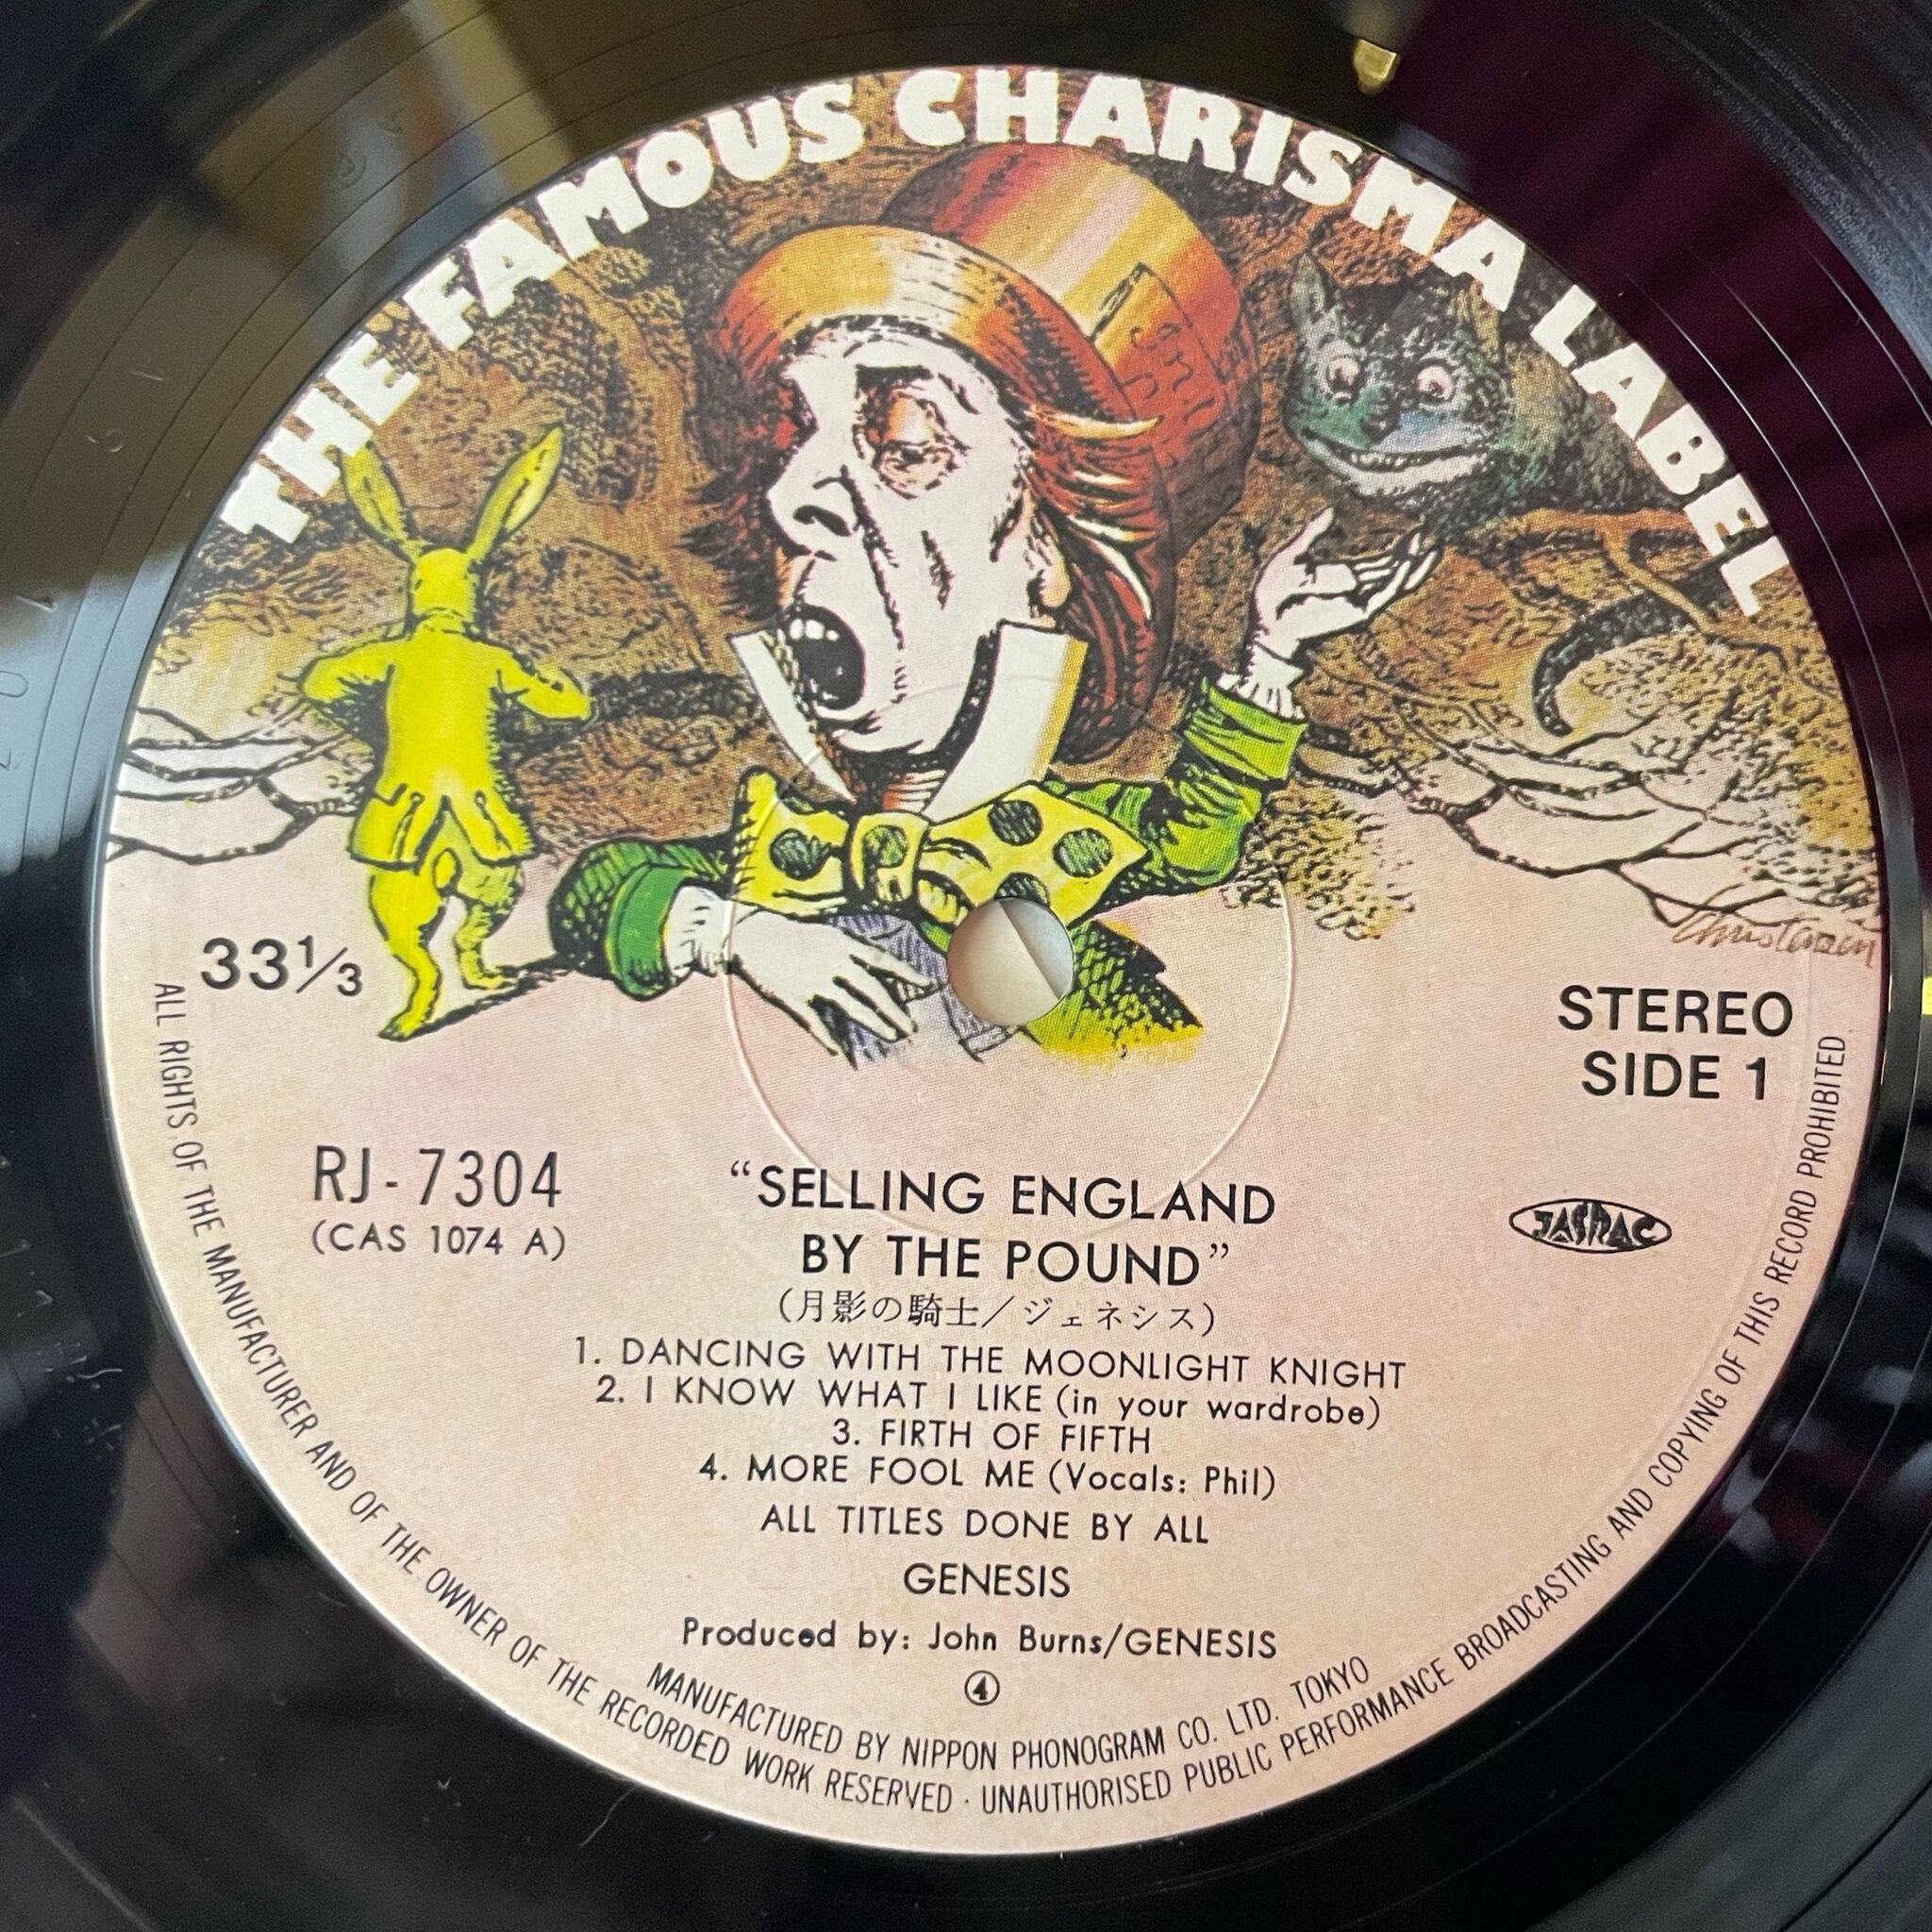 THE FAMOUS CHARISMA LABEL
33 1/3
STEREO
SIDE 1
RJ-7304
(CAS 1074 A)
JASRAC
“SELLING ENGLAND
BY THE POUND”
(月影の騎士/ジェネシス)
1. DANCING WITH THE MOONLIGHT KNIGHT
2. I KNOW WHAT I LIKE (in your wardrobe)
3. FIRTH OF FIFTH
4. MORE FOOL ME (Vocals: Phil)
ALL TITLES DONE BY ALL
GENESIS
Produced by: John Burns/GENESIS
④
MANUFACTURED BY NIPPON PHONOGRAM CO. LTD. TOKYO
ALL RIGHTS OF THE MANUFACTURER AND OF THE OWNER OF THE RECORDED WORK RESERVED · UNAUTHORISED PUBLIC PERFORMANCE BROADCASTING AND COPYING OF THIS RECORD PROHIBITED